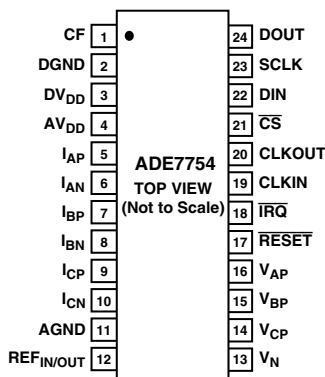 CF 1 24 DOUT
DGND 2 23 SCLK
DVDD 3 22 DIN
AVDD 4 21 CS
IAP 5 20 CLKOUT
IAN 6 19 CLKIN
IBP 7 18 IRQ
IBN 8 17 RESET
ICP 9 16 VAP
ICN 10 15 VBP
AGND 11 14 VCP
REFIN/OUT 12 13 VN
ADE7754
TOP VIEW
(Not to Scale)